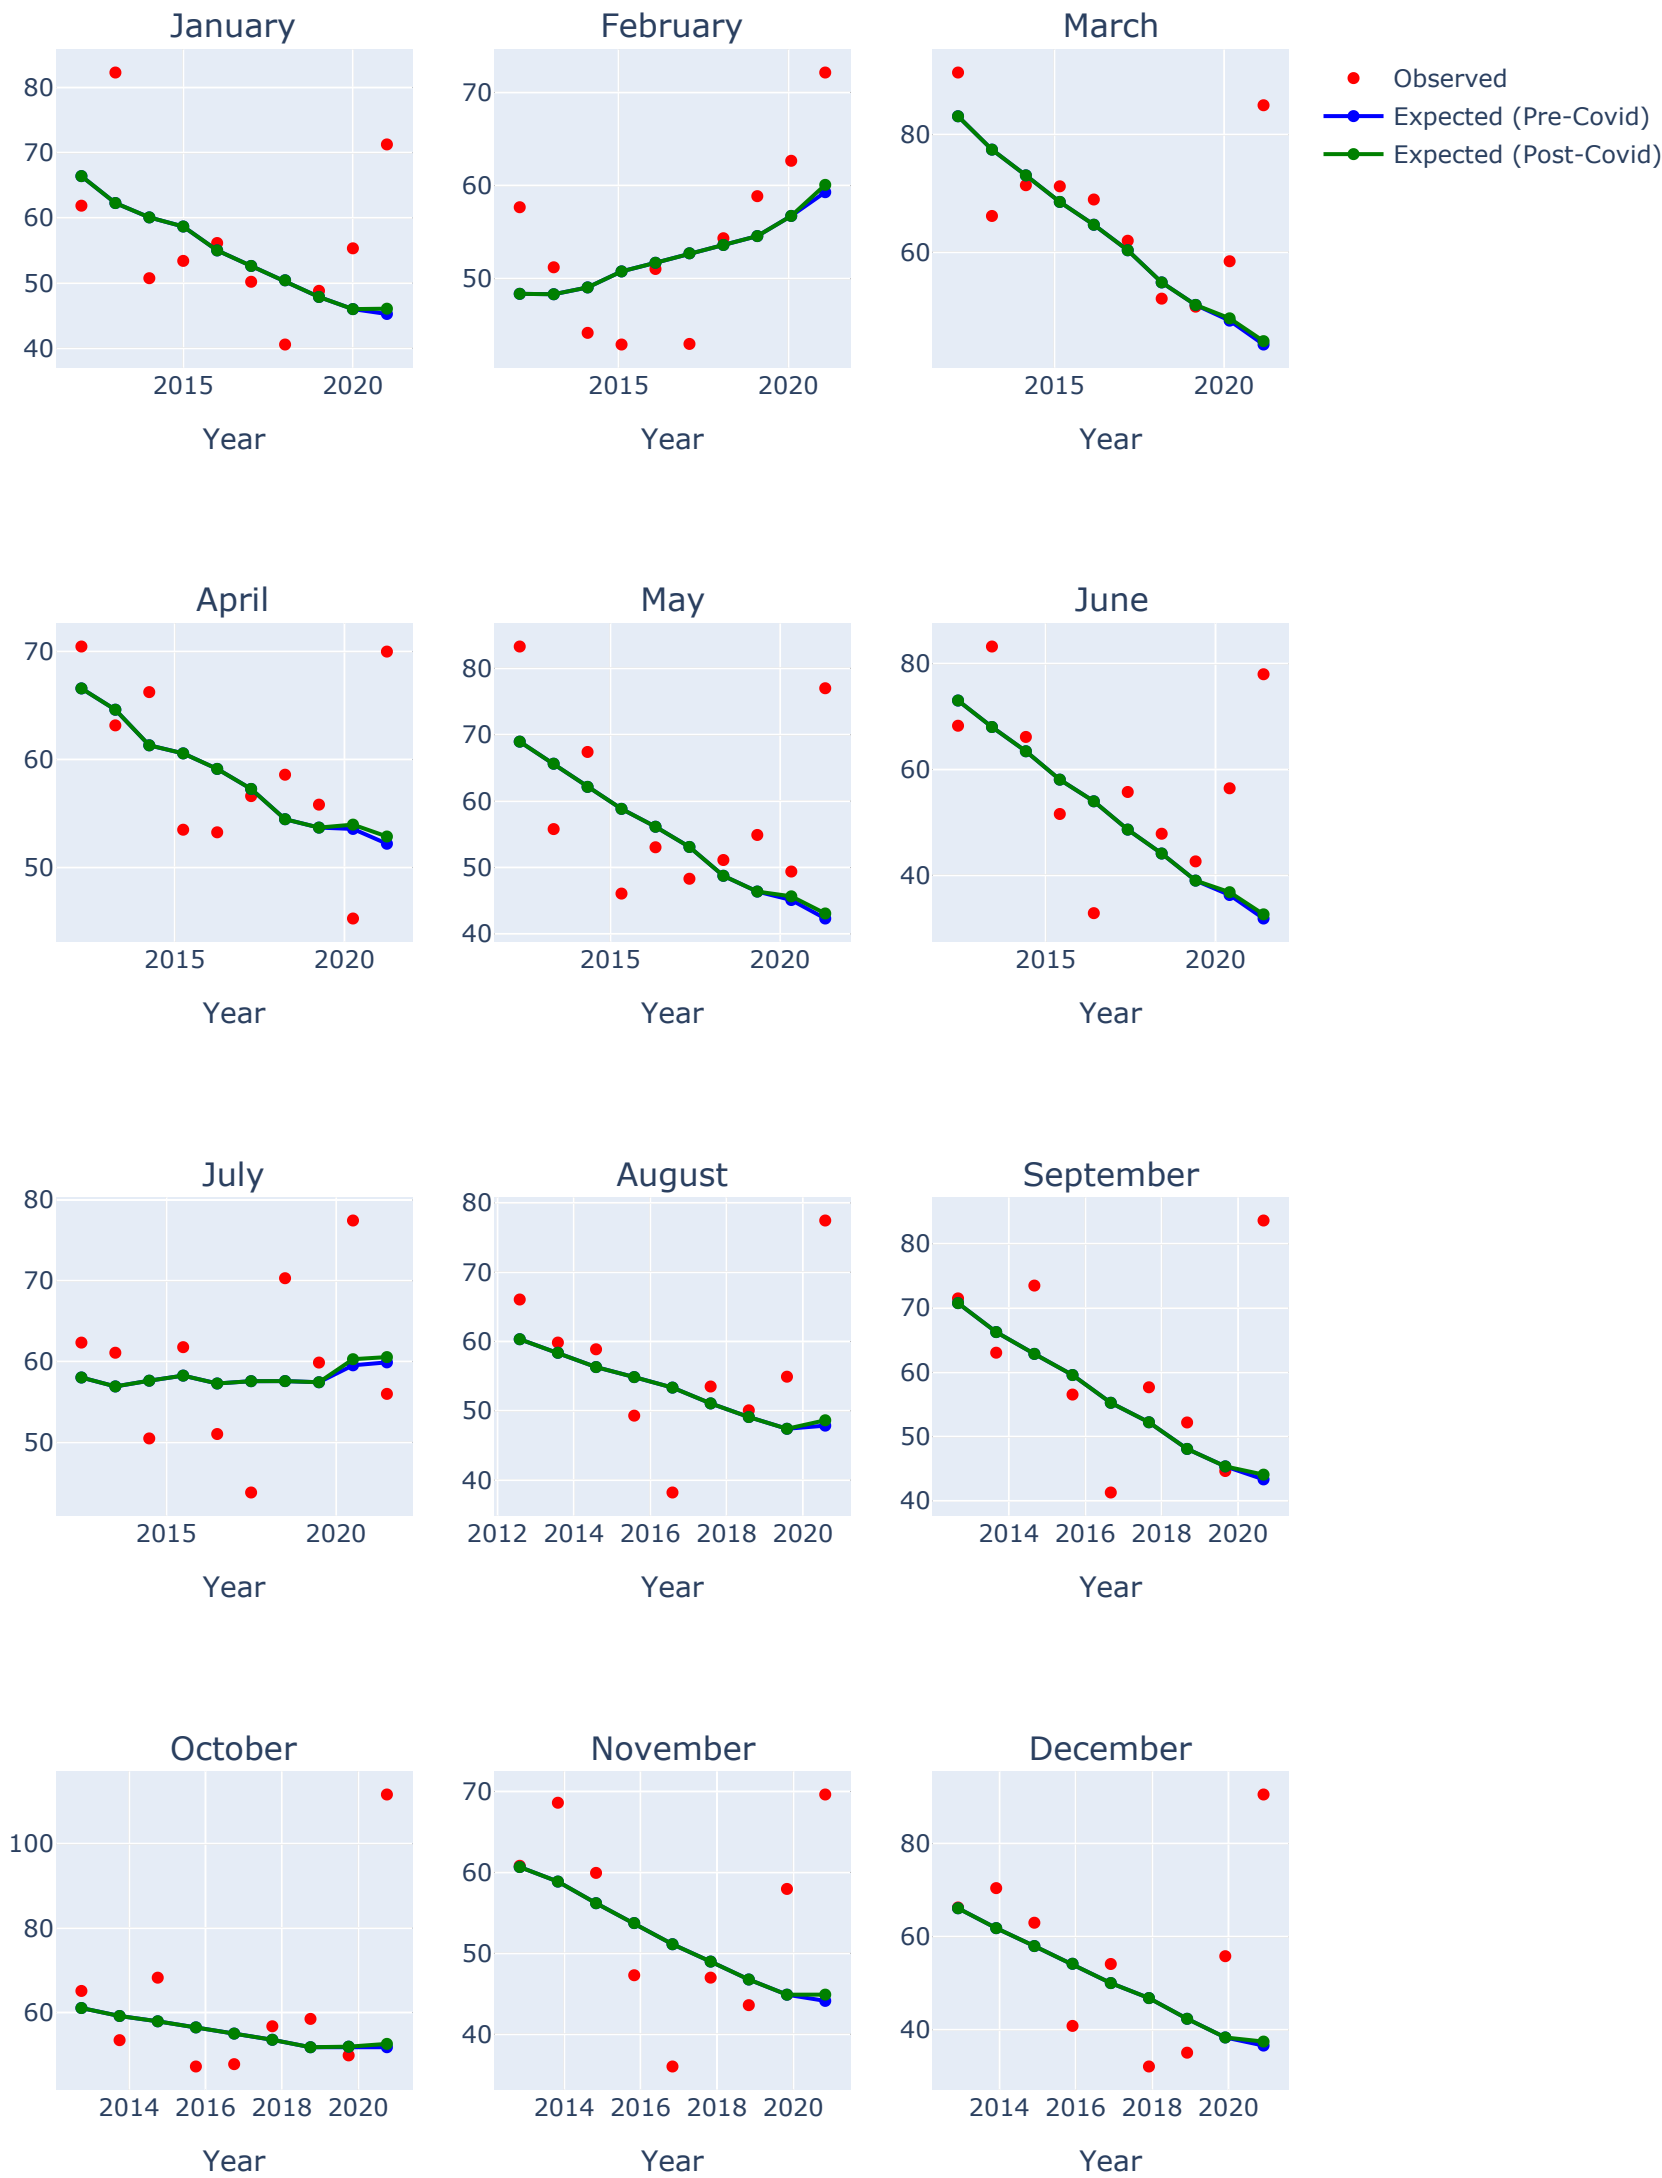 January February March
80
70
60
50
40
2015 2020
Year
70
60
50
2015 2020
Year
80
60
2015 2020
Year
Observed
Expected (Pre-Covid)
Expected (Post-Covid)
April May June
70
60
50
2015 2020
Year
80
70
60
50
40
2015 2020
Year
80
60
40
2015 2020
Year
July August September
80
70
60
50
2015 2020
Year
80
70
60
50
40
2012 2014 2016 2018 2020
Year
80
70
60
50
40
2014 2016 2018 2020
Year
October November December
100
80
60
2014 2016 2018 2020
Year
70
60
50
40
2014 2016 2018 2020
Year
80
60
40
2014 2016 2018 2020
Year